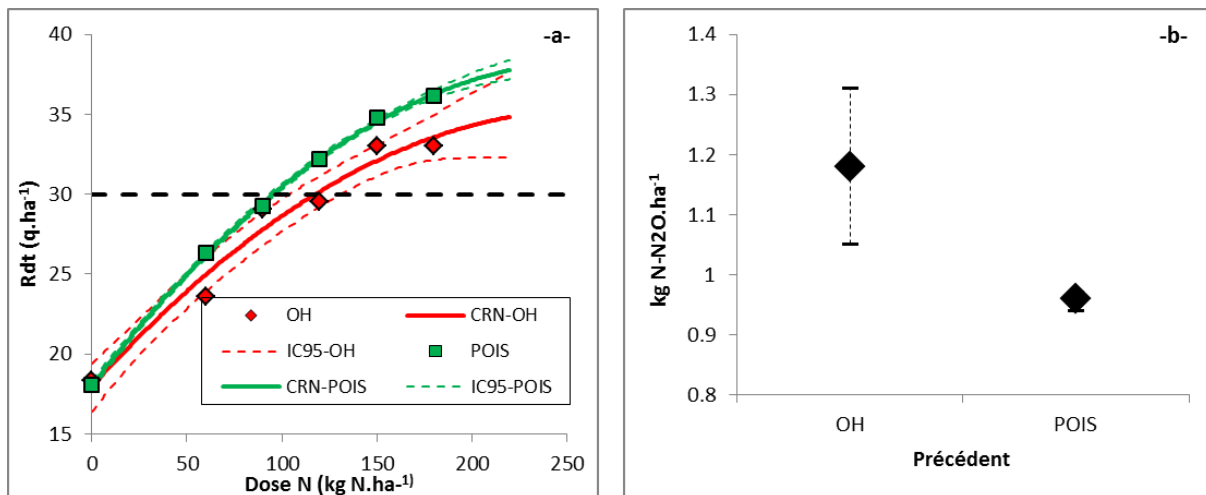 -a-
Rdt (q.ha-1)
40
35
30
25
20
15
OH
CRN-OH
IC95-OH
POIS
CRN-POIS
IC95-POIS
0 50 100 150 200 250
Dose N (kg N.ha-1)
-b-
kg N-N2O.ha-1
1.4
1.3
1.2
1.1
1
0.9
0.8
OH POIS
Précédent